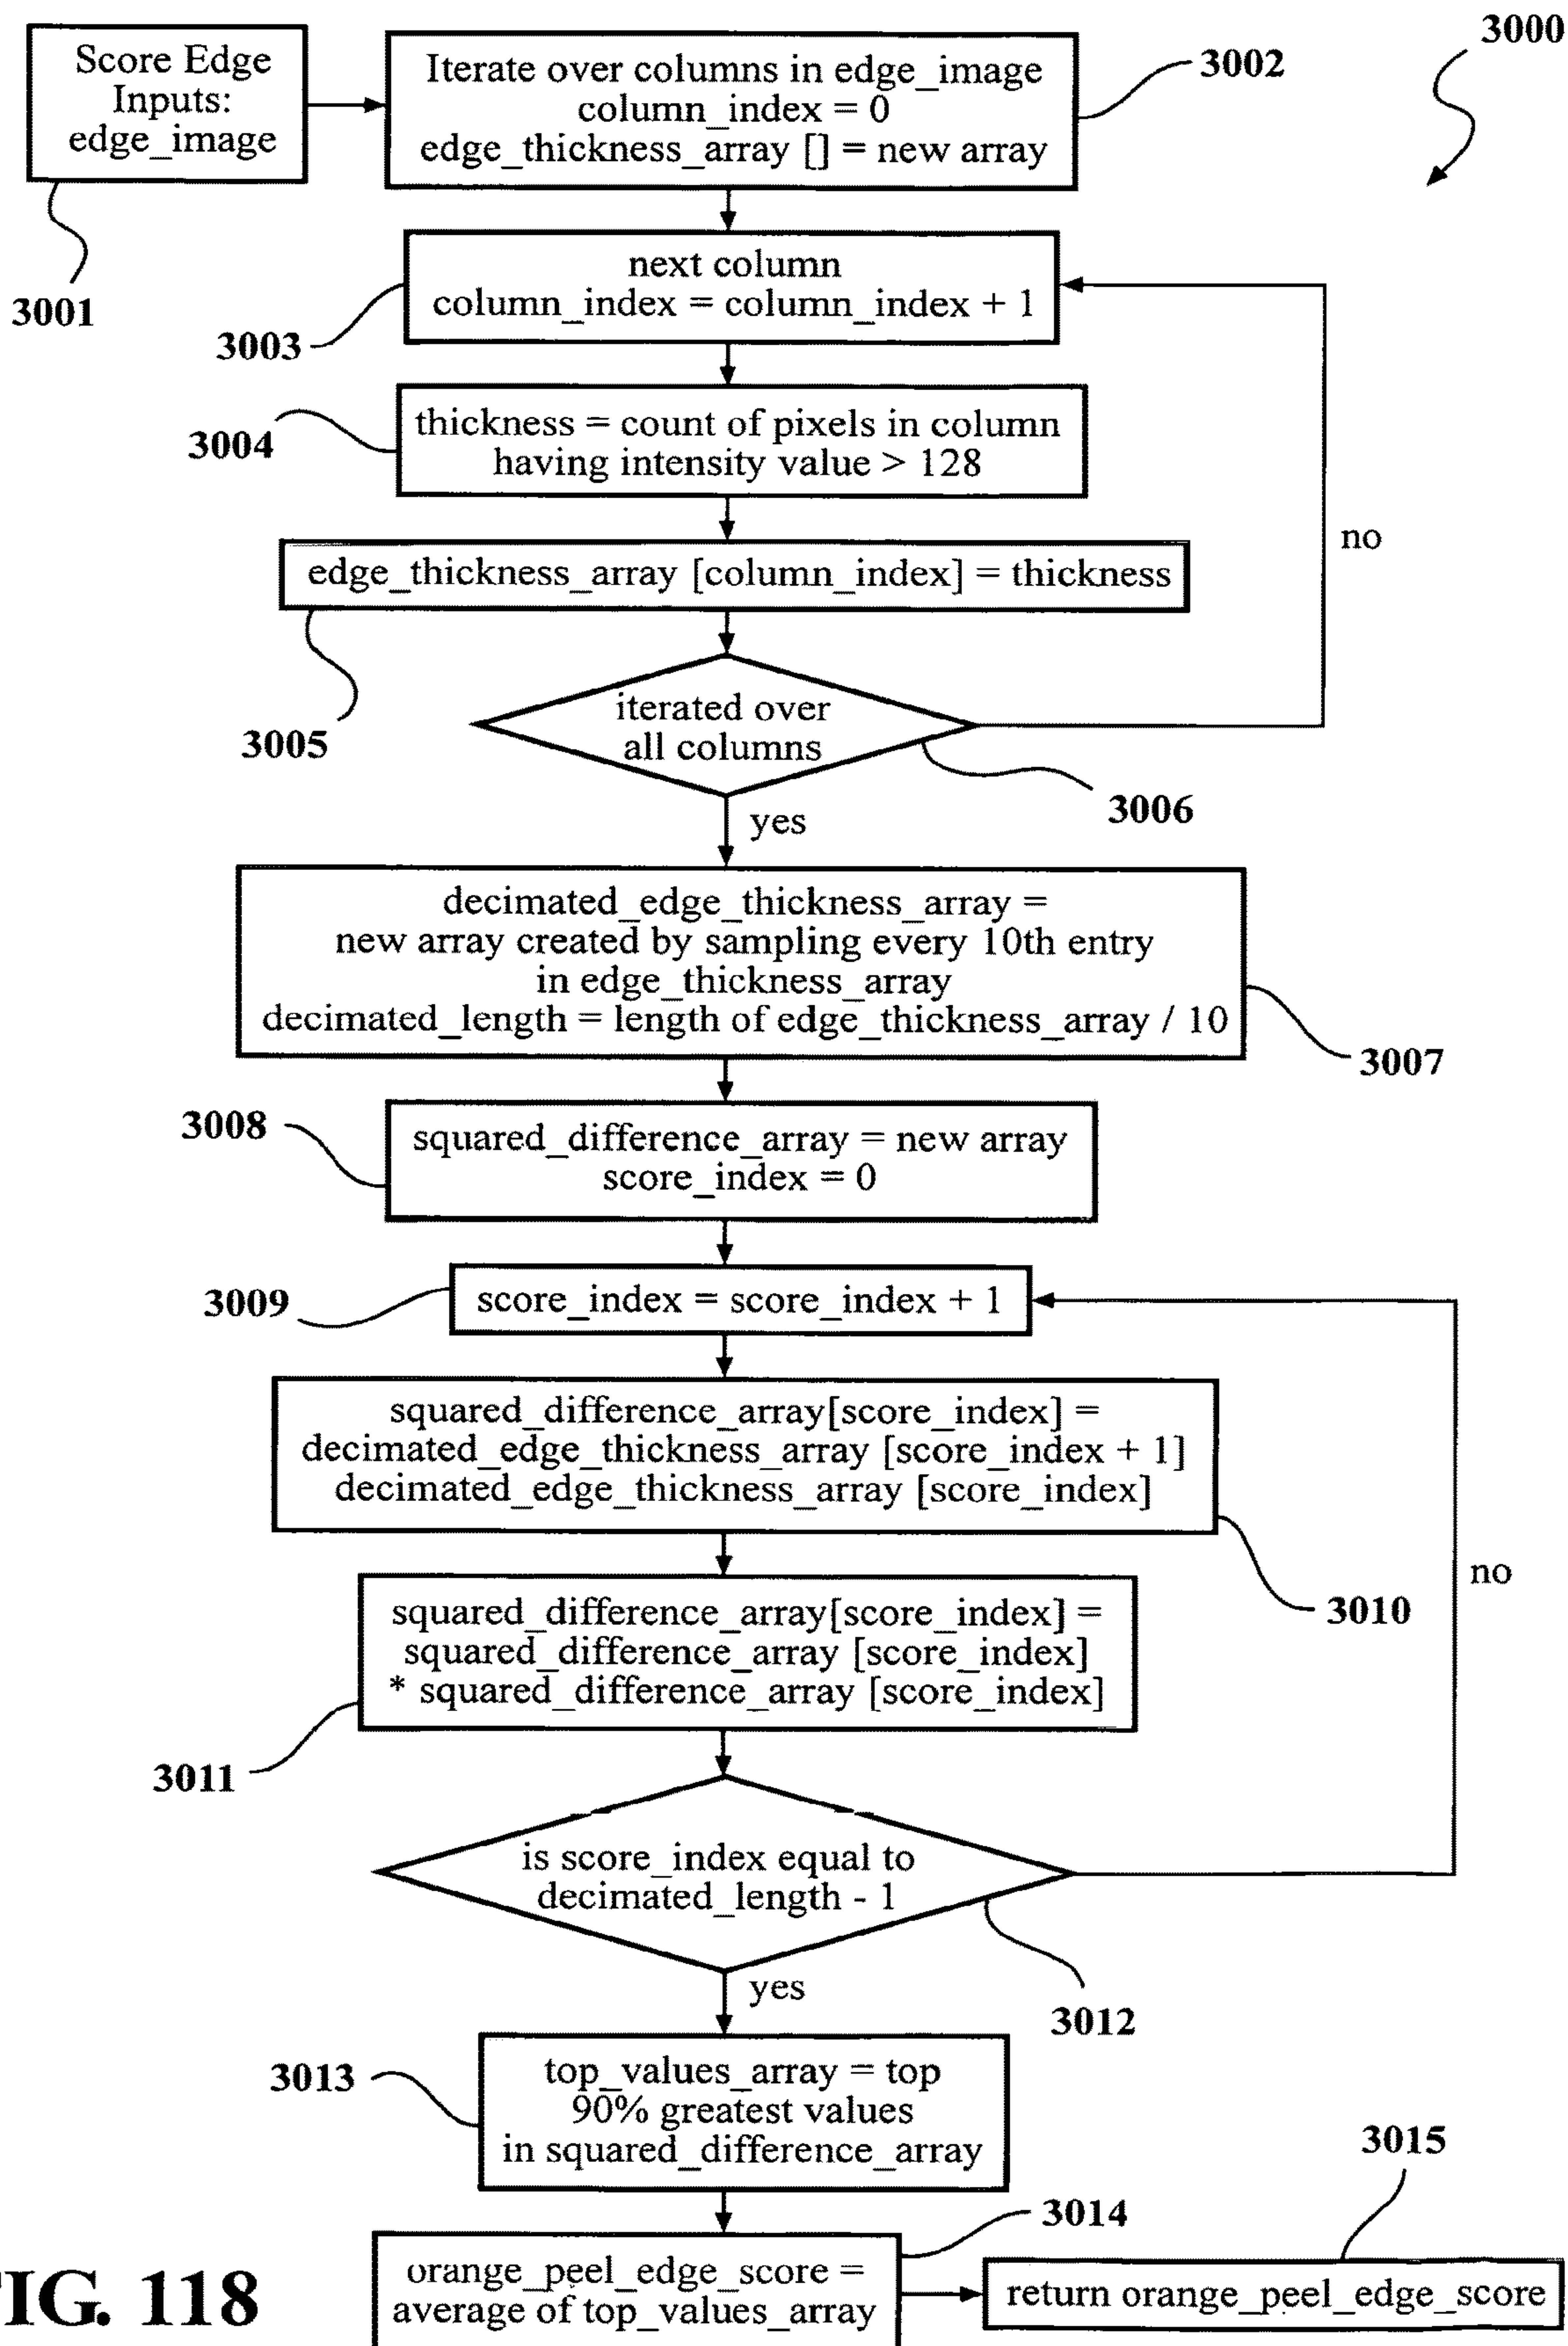 3000
Score Edge
Inputs:
edge_image
3001
Iterate over columns in edge_image
column_index = 0
edge_thickness_array [] = new array
3002
next column
column_index = column_index + 1
3003
thickness = count of pixels in column
having intensity value > 128
3004
edge_thickness_array [column_index] = thickness
3005
no
iterated over
all columns
3006
yes
decimated_edge_thickness_array =
new array created by sampling every 10th entry
in edge_thickness_array
decimated_length = length of edge_thickness_array / 10
3007
3008
squared_difference_array = new array
score_index = 0
3009
score_index = score_index + 1
squared_difference_array[score_index] =
decimated_edge_thickness_array [score_index + 1]
decimated_edge_thickness_array [score_index]
3010
no
squared_difference_array[score_index] =
squared_difference_array [score_index]
* squared_difference_array [score_index]
3011
is score_index equal to
decimated_length - 1
3012
yes
3013
top_values_array = top
90% greatest values
in squared_difference_array
3014
orange_peel_edge_score =
average of top_values_array
3015
return orange_peel_edge_score
IG. 118